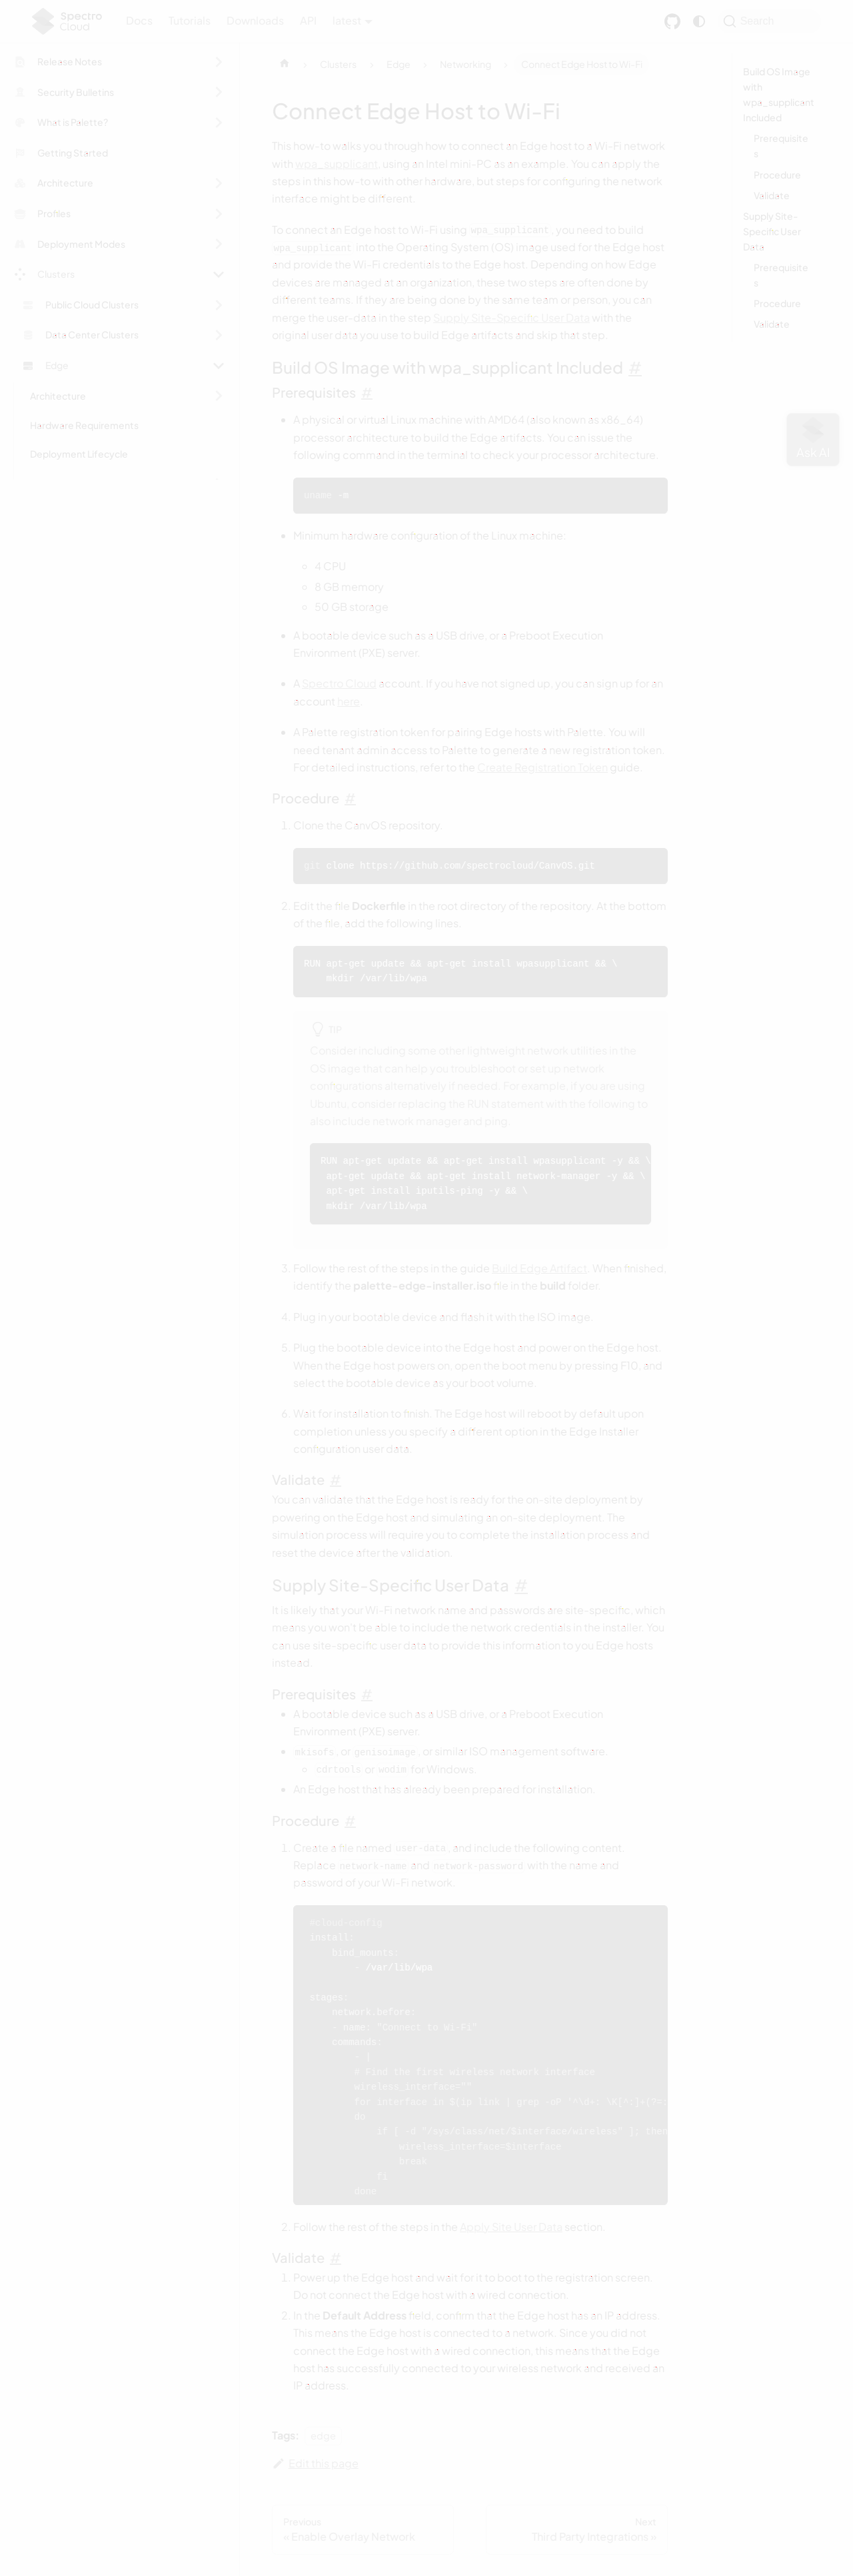 Spectro
Cloud
Docs
Tutorials
Downloads
API
latest
Search
Release Notes
Security Bulletins
What is Palette?
Getting Started
Architecture
Profiles
Deployment Modes
Clusters
Public Cloud Clusters
Data Center Clusters
Edge
Architecture
Hardware Requirements
Deployment Lifecycle
Clusters
Edge
Networking
Connect Edge Host to Wi-Fi
Connect Edge Host to Wi-Fi
This how-to walks you through how to connect an Edge host to a Wi-Fi network
with wpa_supplicant, using an Intel mini-PC as an example. You can apply the
steps in this how-to with other hardware, but steps for configuring the network
interface might be different.
To connect an Edge host to Wi-Fi using wpa_supplicant, you need to build
wpa_supplicant into the Operating System (OS) image used for the Edge host
and provide the Wi-Fi credentials to the Edge host. Depending on how Edge
devices are managed at an organization, these two steps are often done by
different teams. If they are being done by the same team or person, you can
merge the user-data in the step Supply Site-Specific User Data with the
original user data you use to build Edge artifacts and skip that step.
Build OS Image with wpa_supplicant Included #
Prerequisites #
A physical or virtual Linux machine with AMD64 (also known as x86_64)
processor architecture to build the Edge artifacts. You can issue the
following command in the terminal to check your processor architecture.
uname -m
Minimum hardware configuration of the Linux machine:
4 CPU
8 GB memory
50 GB storage
A bootable device such as a USB drive, or a Preboot Execution
Environment (PXE) server.
A Spectro Cloud account. If you have not signed up, you can sign up for an
account here.
A Palette registration token for pairing Edge hosts with Palette. You will
need tenant admin access to Palette to generate a new registration token.
For detailed instructions, refer to the Create Registration Token guide.
Procedure #
1. Clone the CanvOS repository.
git clone https://github.com/spectrocloud/CanvOS.git
2. Edit the file Dockerfile in the root directory of the repository. At the bottom
of the file, add the following lines.
RUN apt-get update && apt-get install wpasupplicant && \
mkdir /var/lib/wpa
TIP
Consider including some other lightweight network utilities in the
OS image that can help you troubleshoot or set up network
configurations alternatively if needed. For example, if you are using
Ubuntu, consider replacing the RUN statement with the following to
also include network manager and ping.
RUN apt-get update && apt-get install wpasupplicant -y && \
apt-get update && apt-get install network-manager -y && \
apt-get install iputils-ping -y && \
mkdir /var/lib/wpa
3. Follow the rest of the steps in the guide Build Edge Artifact. When finished,
identify the palette-edge-installer.iso file in the build folder.
4. Plug in your bootable device and flash it with the ISO image.
5. Plug the bootable device into the Edge host and power on the Edge host.
When the Edge host powers on, open the boot menu by pressing F10, and
select the bootable device as your boot volume.
6. Wait for installation to finish. The Edge host will reboot by default upon
completion unless you specify a different option in the Edge Installer
configuration user data.
Validate #
You can validate that the Edge host is ready for the on-site deployment by
powering on the Edge host and simulating an on-site deployment. The
simulation process will require you to complete the installation process and
reset the device after the validation.
Supply Site-Specific User Data #
It is likely that your Wi-Fi network name and passwords are site-specific, which
means you won't be able to include the network credentials in the installer. You
can use site-specific user data to provide this information to you Edge hosts
instead.
Prerequisites #
A bootable device such as a USB drive, or a Preboot Execution
Environment (PXE) server.
mkisofs, or genisoimage, or similar ISO management software.
cdrtools or wodim for Windows.
An Edge host that has already been prepared for installation.
Procedure #
1. Create a file named user-data, and include the following content.
Replace network-name and network-password with the name and
password of your Wi-Fi network.
#cloud-config
install:
bind_mounts:
- /var/lib/wpa
stages:
network.before:
- name: "Connect to Wi-Fi"
commands:
- |
# Find the first wireless network interface
wireless_interface=""
do
if [ -d "/sys/class/net/$interface/wireless" ]; then
wireless_interface=$interface
break
fi
done
2. Follow the rest of the steps in the Apply Site User Data section.
Validate #
1. Power up the Edge host and wait for it to boot to the registration screen.
Do not connect the Edge host with a wired connection.
2. In the Default Address field, confirm that the Edge host has an IP address.
This means the Edge host is connected to a network. Since you did not
connect the Edge host with a wired connection, this means that the Edge
host has successfully connected to your wireless network and received an
IP address.
Tags: edge
Edit this page
Previous
« Enable Overlay Network
Next
Third Party Integrations »
Build OS Image
with
wpa_supplicant
Included
Prerequisite
s
Procedure
Validate
Supply Site-
Specific User
Data
Prerequisite
s
Procedure
Validate
Ask AI